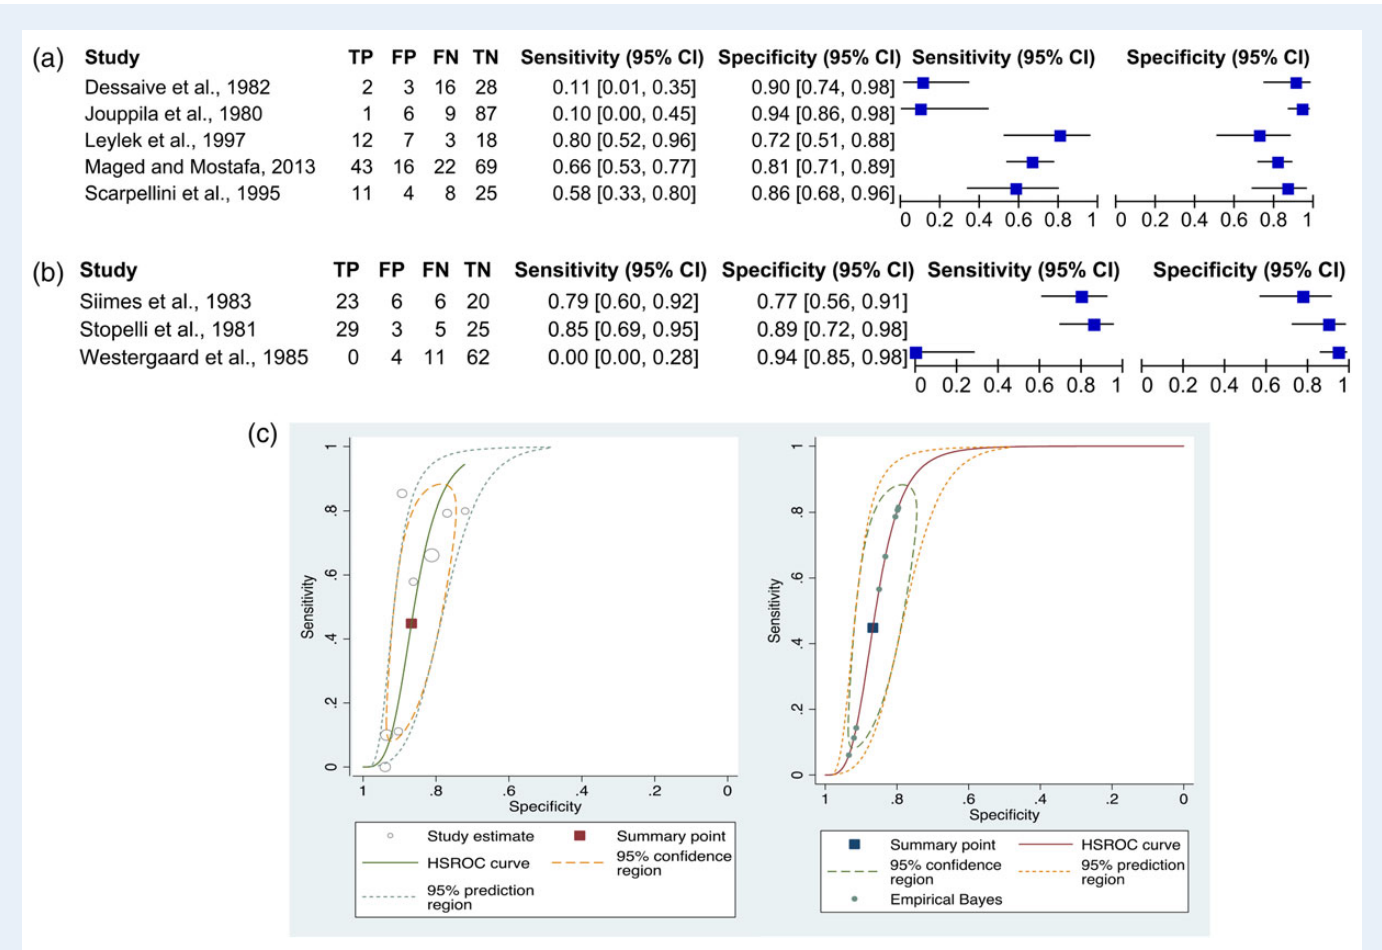 (a) Study TP FP FN TN Sensitivity (95% CI) Specificity (95% CI) Sensitivity (95% CI) Specificity (95% CI)
Dessaive et al., 1982 2 3 16 28 0.11 [0.01, 0.35] 0.90 [0.74, 0.98]
Jouppila et al., 1980 1 6 9 87 0.10 [0.00, 0.45] 0.94 [0.86, 0.98]
Leylek et al., 1997 12 7 3 18 0.80 [0.52, 0.96] 0.72 [0.51, 0.88]
Maged and Mostafa, 2013 43 16 22 69 0.66 [0.53, 0.77] 0.81 [0.71, 0.89]
Scarpellini et al., 1995 11 4 8 25 0.58 [0.33, 0.80] 0.86 [0.68, 0.96]
0 0.2 0.4 0.6 0.8 1 0 0.2 0.4 0.6 0.8 1
(b) Study TP FP FN TN Sensitivity (95% CI) Specificity (95% CI) Sensitivity (95% CI) Specificity (95% CI)
Siimes et al., 1983 23 6 6 20 0.79 [0.60, 0.92] 0.77 [0.56, 0.91]
Stopelli et al., 1981 29 3 5 25 0.85 [0.69, 0.95] 0.89 [0.72, 0.98]
Westergaard et al., 1985 0 4 11 62 0.00 [0.00, 0.28] 0.94 [0.85, 0.98]
0 0.2 0.4 0.6 0.8 1 0 0.2 0.4 0.6 0.8 1
(c)
1
.8
.6
.4
.2
0
Sensitivity
1 .8 .6 .4 .2 0
Specificity
Study estimate Summary point
HSROC curve 95% confidence
region
95% prediction
region
1
.8
.6
.4
.2
0
Sensitivity
1 .8 .6 .4 .2 0
Specificity
Summary point HSROC curve
95% confidence 95% prediction
region region
Empirical Bayes